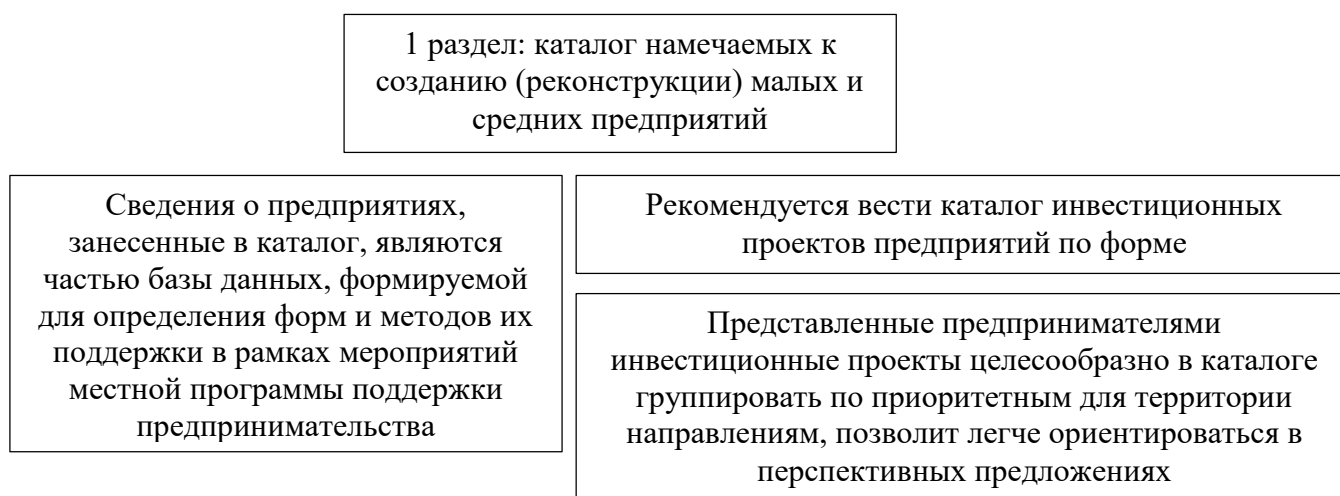 1 раздел: каталог намечаемых к
созданию (реконструкции) малых и
средних предприятий
Сведения о предприятиях,
занесенные в каталог, являются
частью базы данных, формируемой
для определения форм и методов их
поддержки в рамках мероприятий
местной программы поддержки
предпринимательства
Рекомендуется вести каталог инвестиционных
проектов предприятий по форме
Представленные предпринимателями
инвестиционные проекты целесообразно в каталоге
группировать по приоритетным для территории
направлениям, позволит легче ориентироваться в
перспективных предложениях